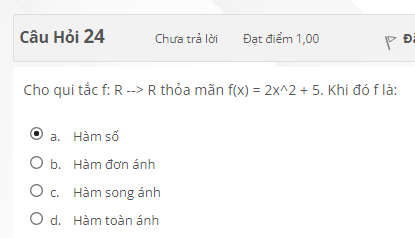 Câu Hỏi 24 Chưa trả lời Đạt điểm 1,00
Cho qui tắc f: R --> R thỏa mãn f(x) = 2x^2 + 5. Khi đó f là:
a. Hàm số
b. Hàm đơn ánh
c. Hàm song ánh
d. Hàm toàn ánh